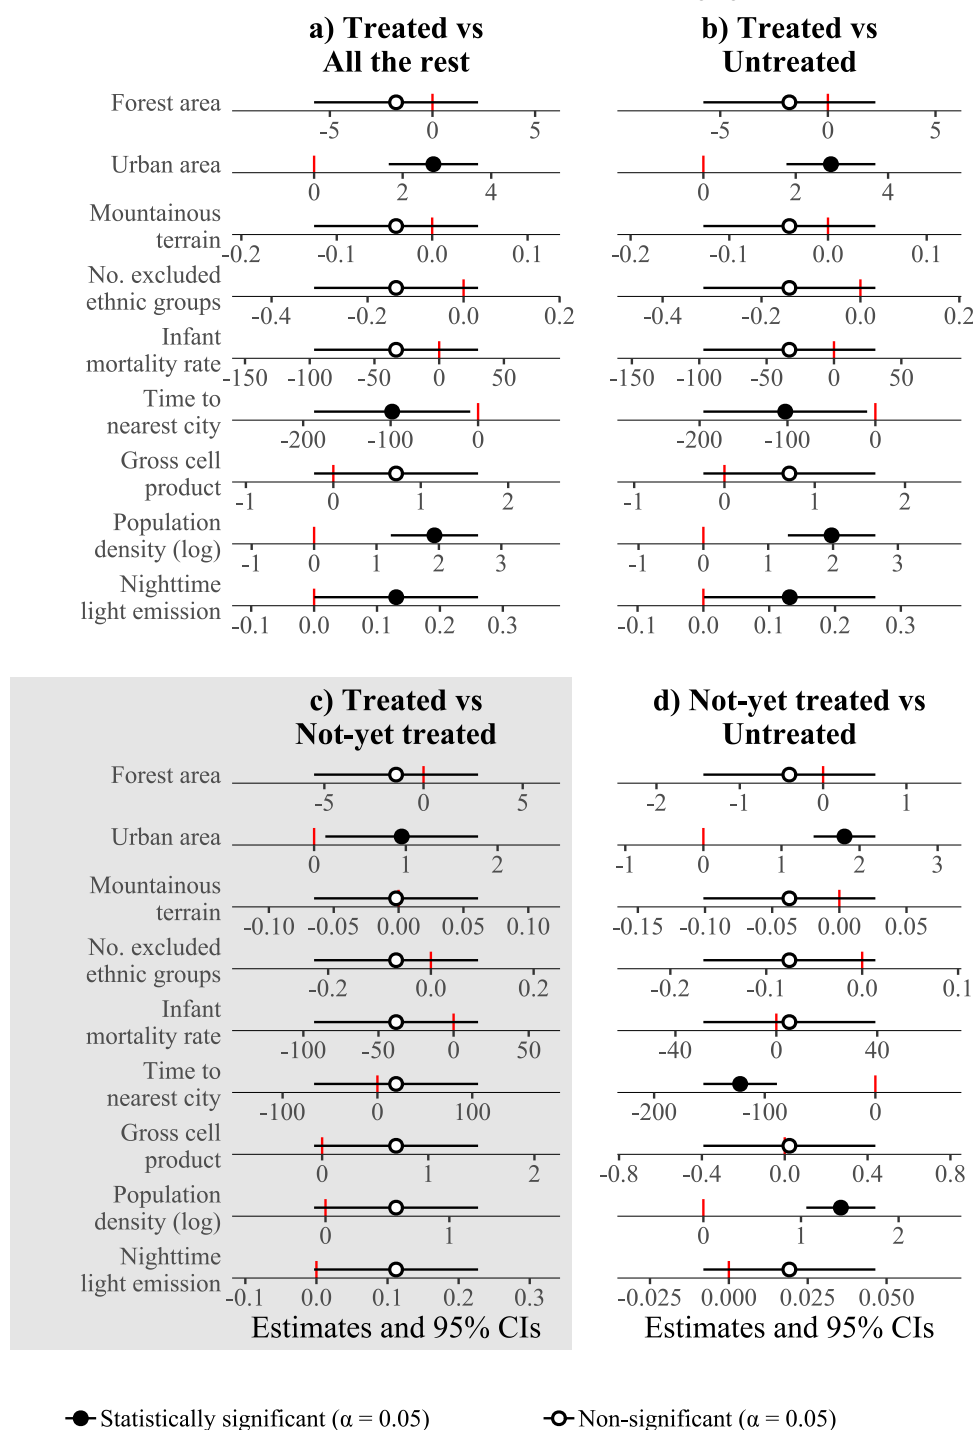 a) Treated vs
All the rest
b) Treated vs
Untreated
Forest area
-5 0 5
-5 0 5
Urban area
0 2 4
0 2 4
Mountainous
terrain
-0.2 -0.1 0.0 0.1
-0.2 -0.1 0.0 0.1
No. excluded
ethnic groups
-0.4 -0.2 0.0 0.2
-0.4 -0.2 0.0 0.2
Infant
mortality rate
-150 -100 -50 0 50
-150 -100 -50 0 50
Time to
nearest city
-200 -100 0
-200 -100 0
Gross cell
product
-1 0 1 2
-1 0 1 2
Population
density (log)
-1 0 1 2 3
-1 0 1 2 3
Nighttime
light emission
-0.1 0.0 0.1 0.2 0.3
-0.1 0.0 0.1 0.2 0.3
c) Treated vs
Not-yet treated
d) Not-yet treated vs
Untreated
Forest area
-5 0 5
-2 -1 0 1
Urban area
0 1 2
-1 0 1 2 3
Mountainous
terrain
-0.10 -0.05 0.00 0.05 0.10
-0.15 -0.10 -0.05 0.00 0.05
No. excluded
ethnic groups
-0.2 0.0 0.2
-0.2 -0.1 0.0 0.1
Infant
mortality rate
-100 -50 0 50
-40 0 40
Time to
nearest city
-100 0 100
-200 -100 0
Gross cell
product
0 1 2
-0.8 -0.4 0.0 0.4 0.8
Population
density (log)
0 1
0 1 2
Nighttime
light emission
-0.1 0.0 0.1 0.2 0.3
-0.025 0.000 0.025 0.050
Estimates and 95% CIs
Estimates and 95% CIs
Statistically significant (α = 0.05)
Non-significant (α = 0.05)